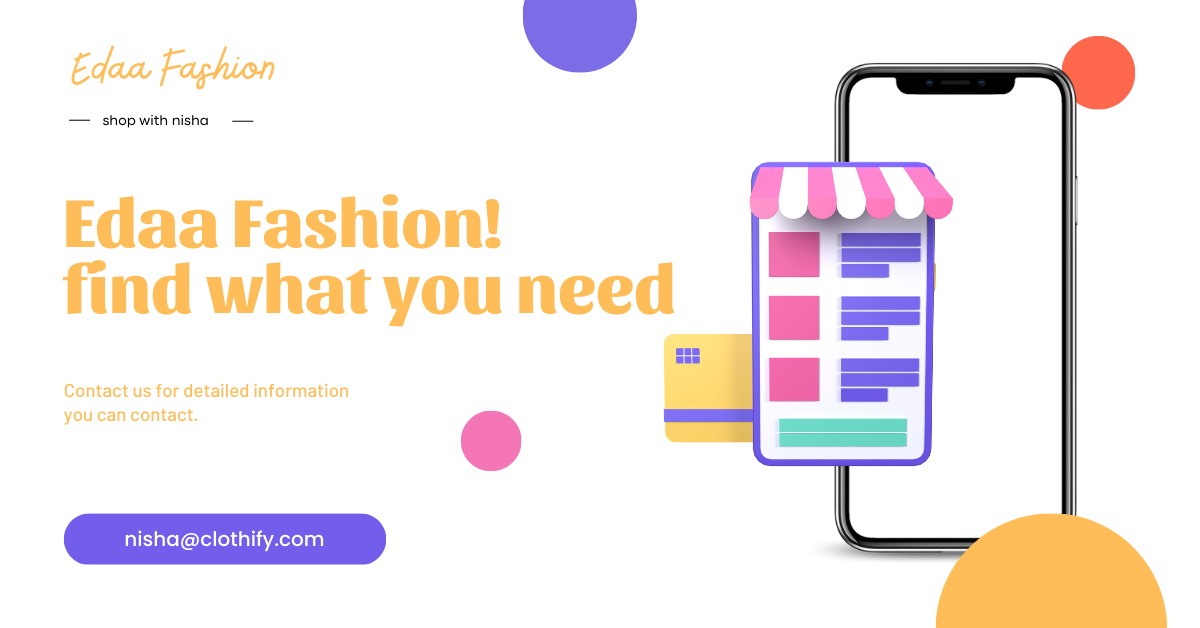 Edaa Fashion
shop with nisha
Edaa Fashion!
find what you need
Contact us for detailed information
you can contact.
nisha@clothify.com